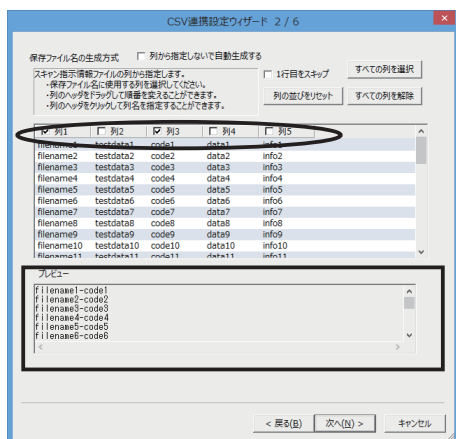 CSV連携設定ウィザード 2 / 6
保存ファイル名の生成方式 列から指定しないで自動生成する
スキャン指示情報ファイルの列から指定します。
・保存ファイル名に使用する列を選択してください。
・列のヘッダをドラッグして順番を変えることができます。
・列のヘッダをクリックして列名を指定することができます。
1行目をスキップ すべての列を選択
列の並びをリセット すべての列を解除
列1 列2 列3 列4 列5
filename1 testdata1 code1 data1 info1
filename2 testdata2 code2 data2 info2
filename3 testdata3 code3 data3 info3
filename4 testdata4 code4 data4 info4
filename5 testdata5 code5 data5 info5
filename6 testdata6 code6 data6 info6
filename7 testdata7 code7 data7 info7
filename8 testdata8 code8 data8 info8
filename9 testdata9 code9 data9 info9
filename10 testdata10 code10 data10 info10
filename11 testdata11 code11 data11 info11
プレビュー
filename1-code1
filename2-code2
filename3-code3
filename4-code4
filename5-code5
filename6-code6
< 戻る(B) 次へ(N) > キャンセル